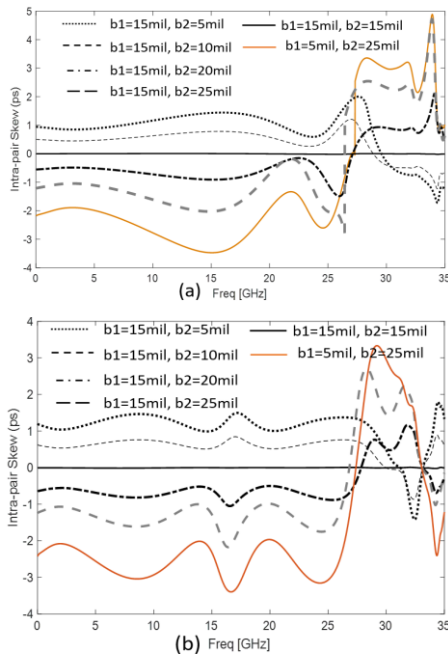 b1=15mil, b2=5mil
b1=15mil, b2=15mil
b1=15mil, b2=10mil
b1=5mil, b2=25mil
b1=15mil, b2=20mil
b1=15mil, b2=25mil
Intra-pair Skew (ps)
5
4
3
2
1
0
-1
-2
-3
-4
0
5
10
15
20
25
30
35
(a)
Freq [GHz]
b1=15mil, b2=5mil
b1=15mil, b2=15mil
b1=15mil, b2=10mil
b1=5mil, b2=25mil
b1=15mil, b2=20mil
b1=15mil, b2=25mil
Intra-pair Skew (ps)
4
3
2
1
0
-1
-2
-3
-4
0
5
10
15
20
25
30
35
(b)
Freq [GHz]